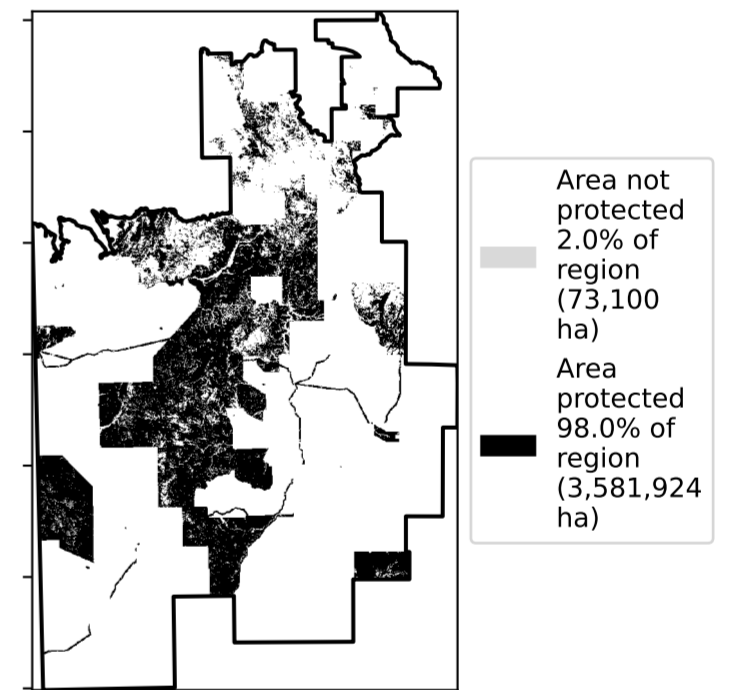 Area not
protected
2.0% of
region
(73,100
ha)
Area
protected
98.0% of
region
(3,581,924
ha)